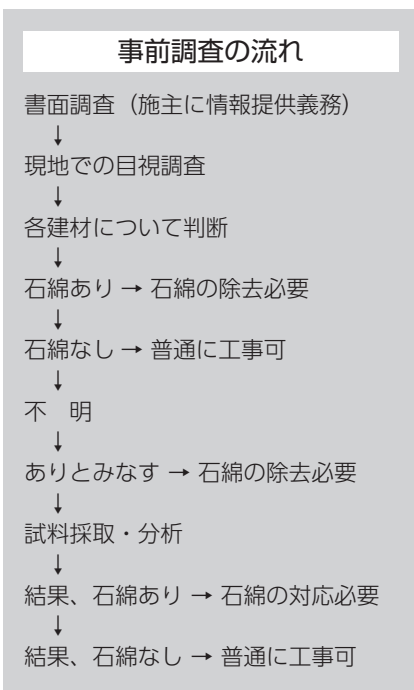 事前調査の流れ
書面調査（施主に情報提供義務）
↓
現地での目視調査
↓
各建材について判断
↓
石綿あり → 石綿の除去必要
↓
石綿なし → 普通に工事可
↓
不　明
↓
ありとみなす → 石綿の除去必要
↓
試料採取・分析
↓
結果、石綿あり → 石綿の対応必要
↓
結果、石綿なし → 普通に工事可